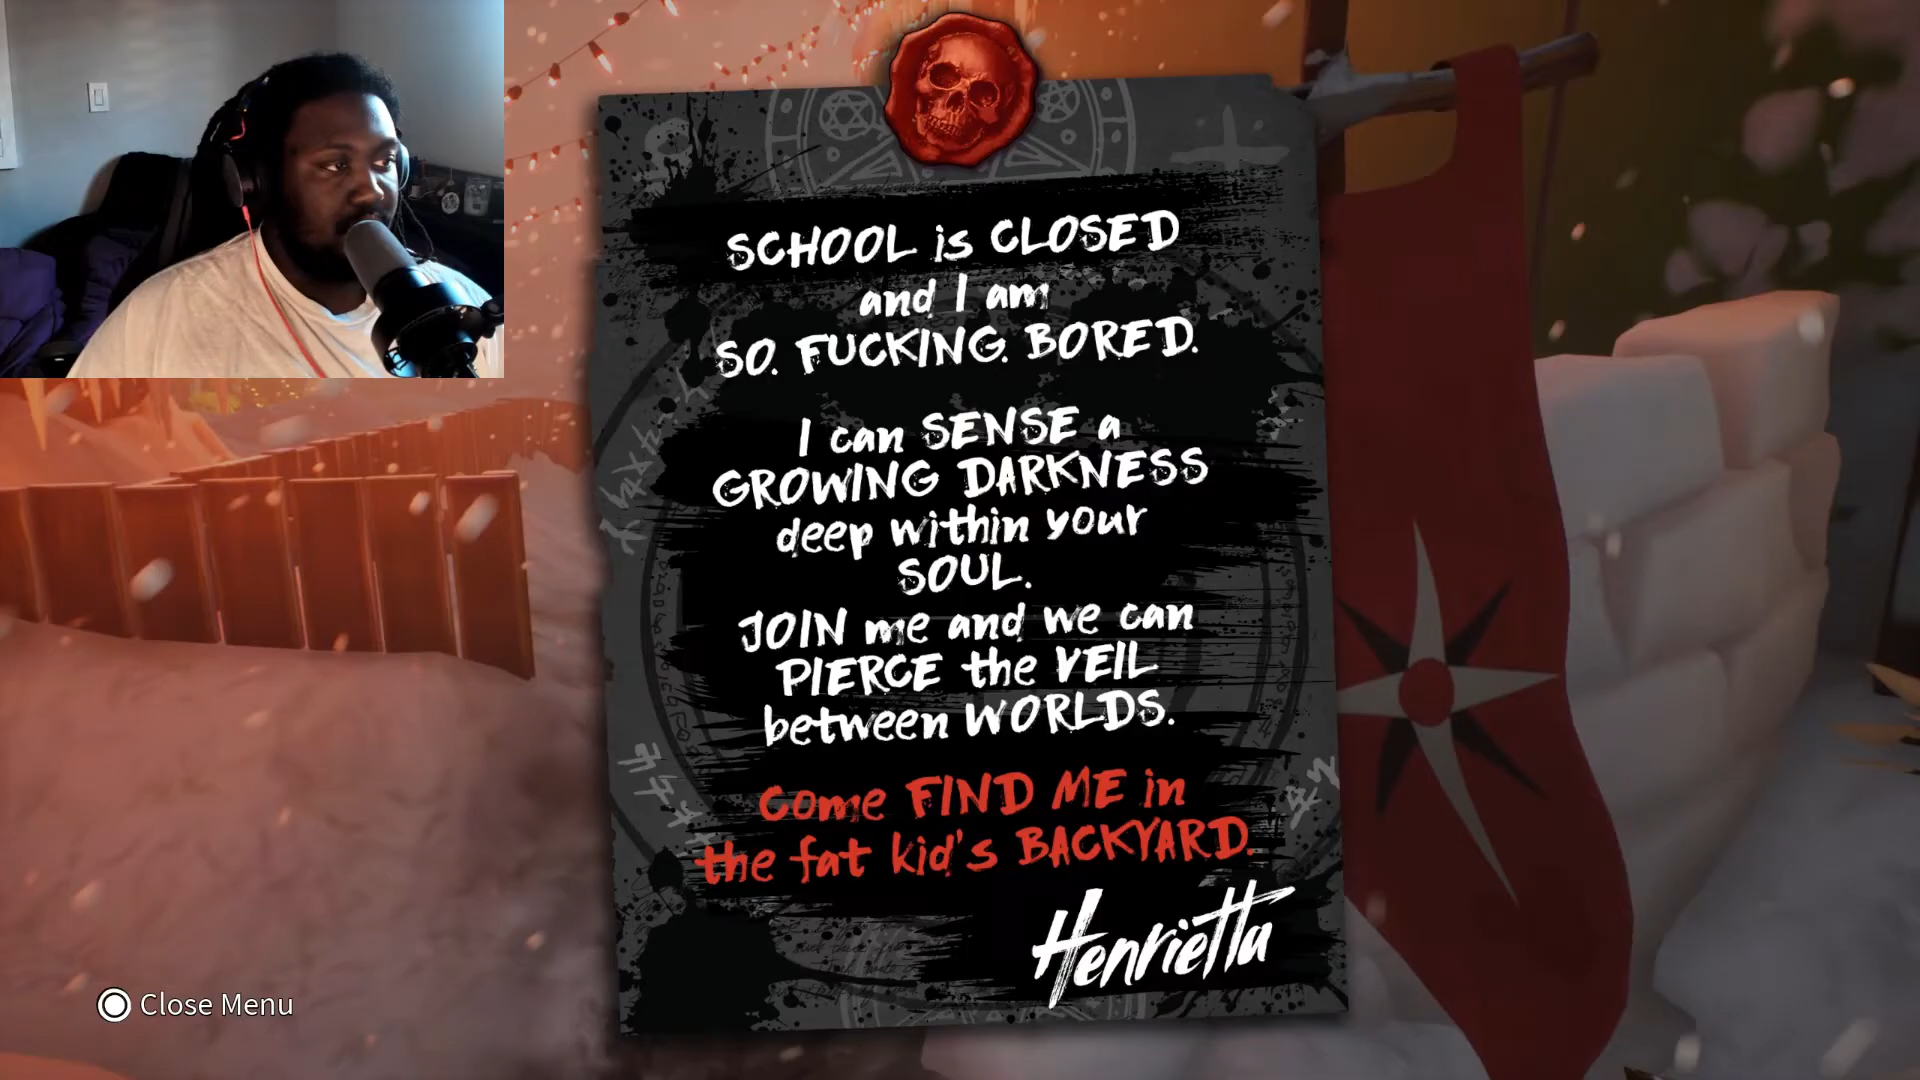 SCHOOL is CLOSED
and I am
SO. FUCKING. BORED.
I can SENSE a
GROWING DARKNESS
deep within your
SOUL.
JOIN me and we can
PIERCE the VEIL
between WORLDS.
Come FIND ME in
the fat kid's BACKYARD.
Henrietta
Close Menu